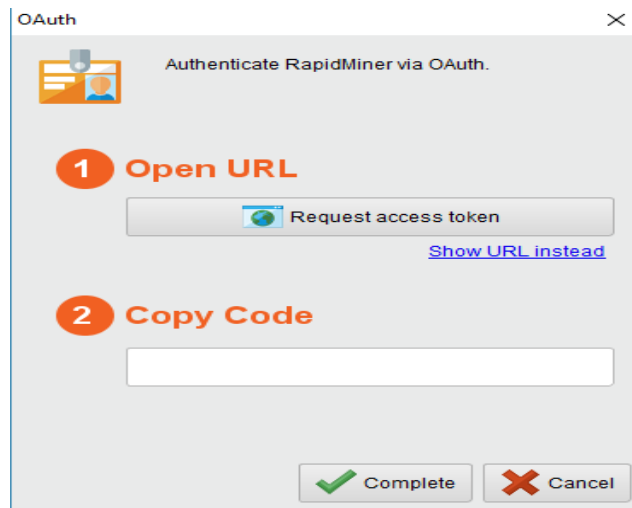 OAuth
Authenticate RapidMiner via OAuth.
1 Open URL
Request access token
Show URL instead
2 Copy Code
Complete Cancel